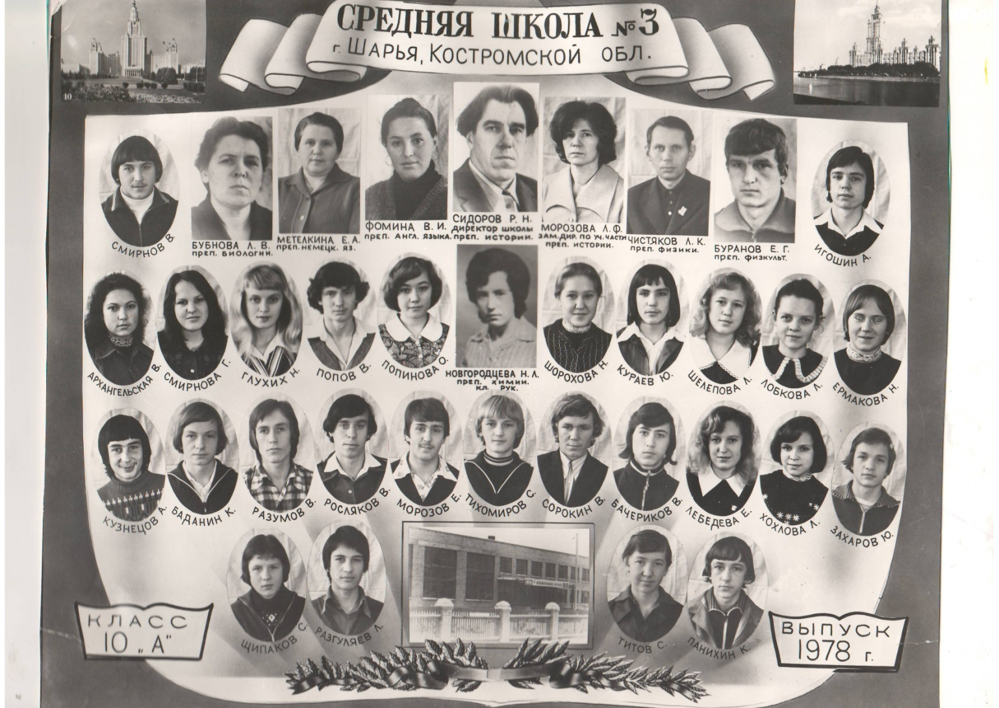 СРЕДНЯЯ ШКОЛА №3
г. ШАРЬЯ, КОСТРОМСКОЙ ОБЛ.
10
СМИРНОВ В.
БУБНОВА Л. В.
преп. биологии.
МЕТЕЛКИНА Е. А.
преп. немецк. яз.
ФОМИНА В. И.
преп. англ. языка.
СИДОРОВ Р. Н.
директор школы
преп. истории.
МОРОЗОВА Л. Ф.
зам. дир. по уч. части
преп. истории.
ЧИСТЯКОВ Л. К.
преп. физики.
БУРАНОВ Е. Г.
преп. физкульт.
ИГОШИН А.
АРХАНГЕЛЬСКАЯ В.
СМИРНОВА Г.
ГЛУХИХ Н.
ПОПОВ В.
ПОПИНОВА О.
НОВГОРОДЦЕВА Н. Л.
преп. химии.
кл. рук.
ШОРОХОВА Н.
КУРАЕВ Ю.
ШЕЛЕПОВА Л.
ЛОБКОВА Л.
ЕРМАКОВА Н.
КУЗНЕЦОВ А.
БАДАНИН К.
РАЗУМОВ В.
РОСЛЯКОВ В.
МОРОЗОВ Е.
ТИХОМИРОВ С.
СОРОКИН В.
БАЧЕРИКОВ В.
ЛЕБЕДЕВА Е.
ХОХЛОВА Л.
ЗАХАРОВ Ю.
ЩИПАКОВ С.
РАЗГУЛЯЕВ Л.
ТИТОВ С.
ПАНИХИН К.
КЛАСС
10 „А"
ВЫПУСК
1978 г.